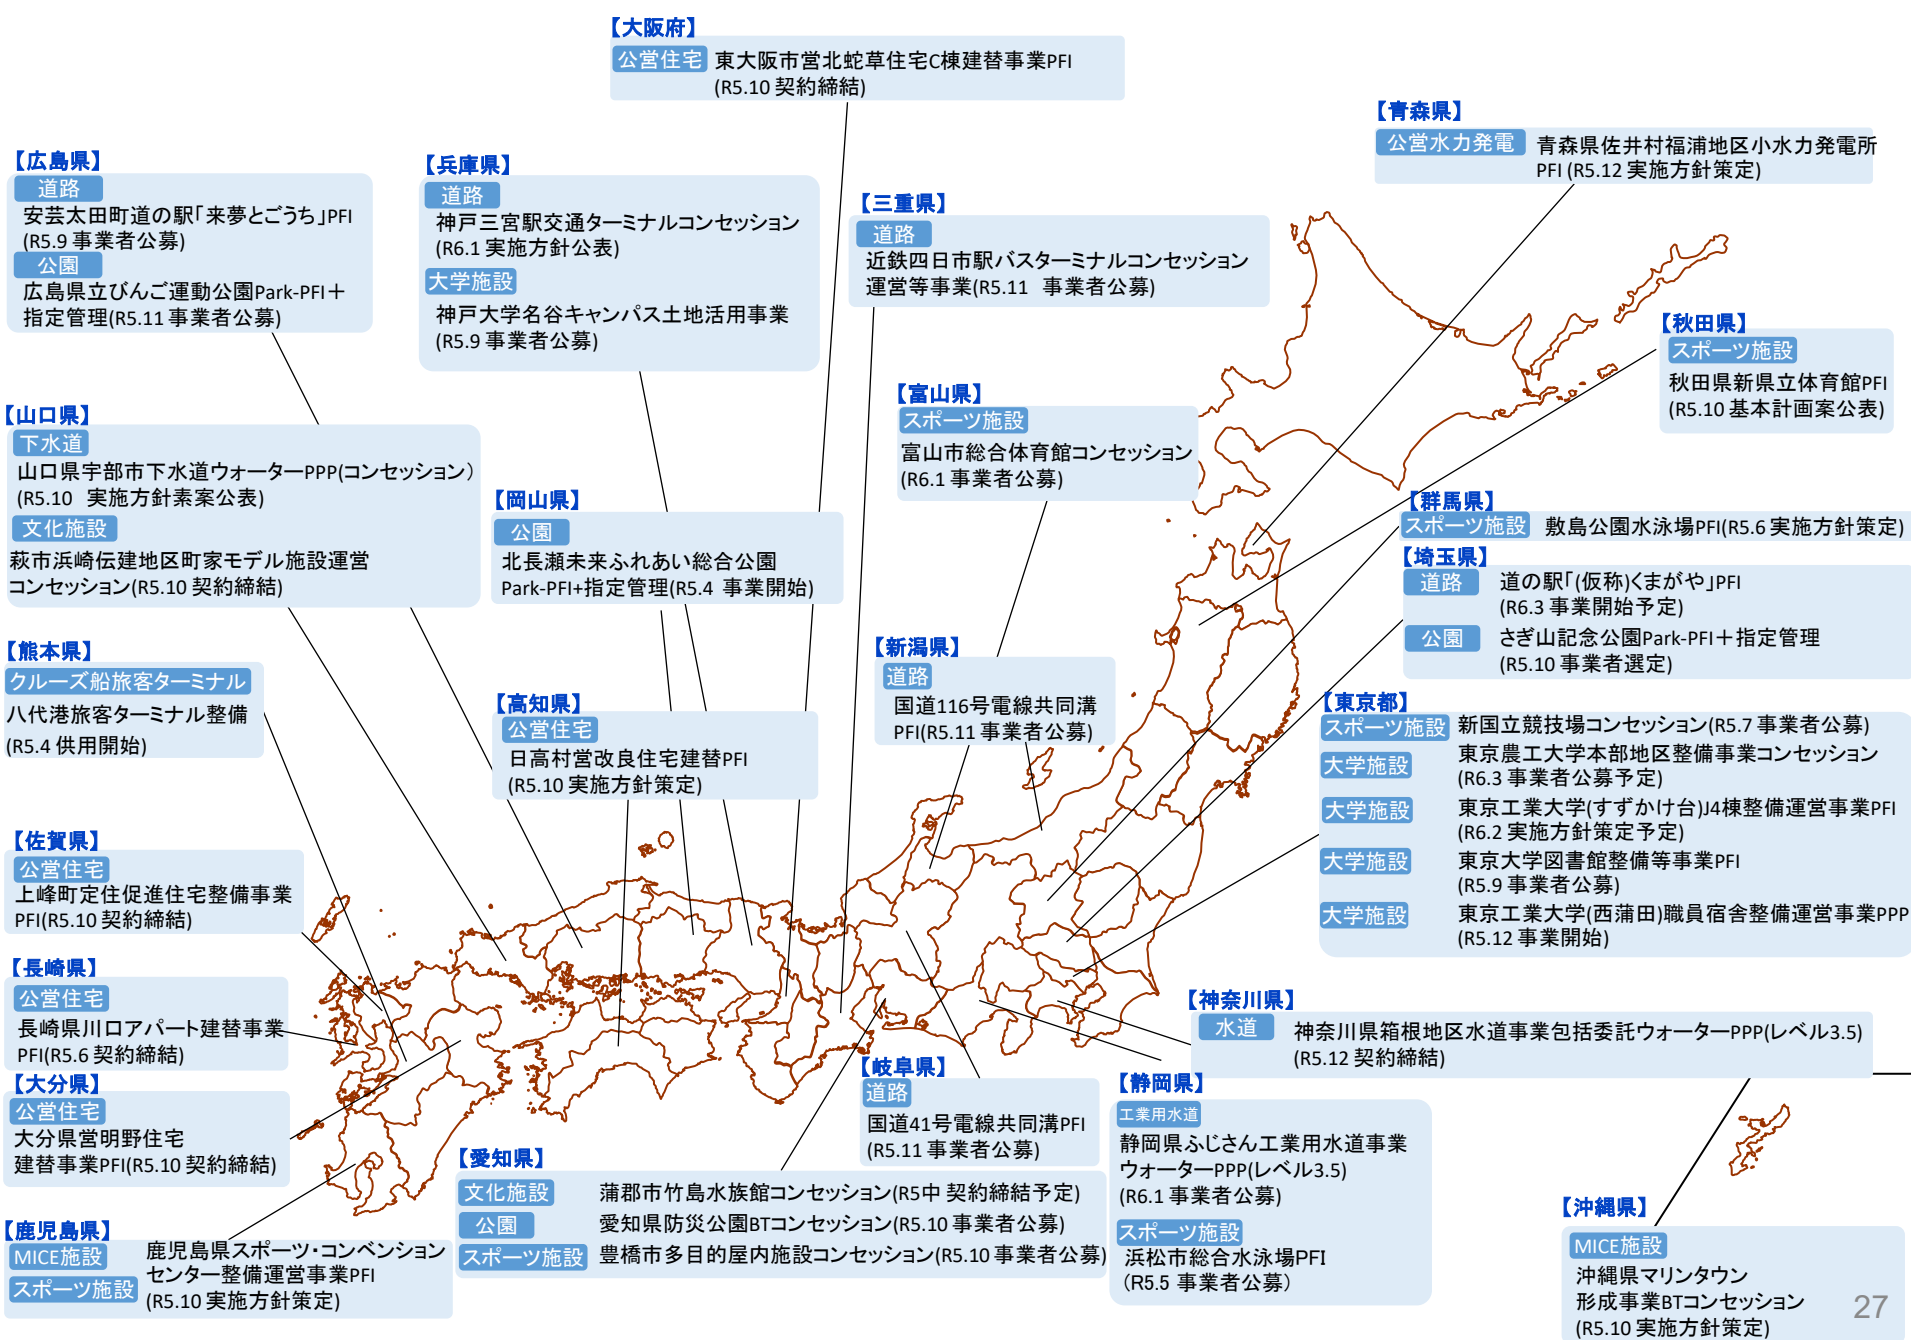 【大阪府】
公営住宅 東大阪市営北蛇草住宅C棟建替事業PFI
(R5.10 契約締結)
【青森県】
公営水力発電 青森県佐井村福浦地区小水力発電所
PFI (R5.12 実施方針策定)
【広島県】
道路
安芸太田町道の駅「来夢とごうち」PFI
(R5.9 事業者公募)
公園
広島県立びんご運動公園Park-PFI＋
指定管理(R5.11 事業者公募)
【兵庫県】
道路
神戸三宮駅交通ターミナルコンセッション
(R6.1 実施方針公表)
大学施設
神戸大学名谷キャンパス土地活用事業
(R5.9 事業者公募)
【三重県】
道路
近鉄四日市駅バスターミナルコンセッション
運営等事業(R5.11 事業者公募)
【秋田県】
スポーツ施設
秋田県新県立体育館PFI
(R5.10 基本計画案公表)
【富山県】
スポーツ施設
富山市総合体育館コンセッション
(R6.1 事業者公募)
【山口県】
下水道
山口県宇部市下水道ウォーターPPP(コンセッション）
(R5.10 実施方針素案公表)
文化施設
萩市浜崎伝建地区町家モデル施設運営
コンセッション(R5.10 契約締結)
【岡山県】
公園
北長瀬未来ふれあい総合公園
Park-PFI+指定管理(R5.4 事業開始)
【群馬県】
スポーツ施設 敷島公園水泳場PFI(R5.6 実施方針策定)
【埼玉県】
道路 道の駅「(仮称)くまがや」PFI
(R6.3 事業開始予定)
公園 さぎ山記念公園Park-PFI＋指定管理
(R5.10 事業者選定)
【熊本県】
クルーズ船旅客ターミナル
八代港旅客ターミナル整備
(R5.4 供用開始)
【新潟県】
道路
国道116号電線共同溝
PFI(R5.11 事業者公募)
【高知県】
公営住宅
日高村営改良住宅建替PFI
(R5.10 実施方針策定)
【東京都】
スポーツ施設 新国立競技場コンセッション(R5.7 事業者公募)
大学施設 東京農工大学本部地区整備事業コンセッション
(R6.3 事業者公募予定)
大学施設 東京工業大学(すずかけ台)J4棟整備運営事業PFI
(R6.2 実施方針策定予定)
大学施設 東京大学図書館整備等事業PFI
(R5.9 事業者公募)
大学施設 東京工業大学(西蒲田)職員宿舎整備運営事業PPP
(R5.12 事業開始)
【佐賀県】
公営住宅
上峰町定住促進住宅整備事業
PFI(R5.10 契約締結)
【長崎県】
公営住宅
長崎県川口アパート建替事業
PFI(R5.6 契約締結)
【神奈川県】
水道 神奈川県箱根地区水道事業包括委託ウォーターPPP(レベル3.5)
(R5.12 契約締結)
【大分県】
公営住宅
大分県営明野住宅
建替事業PFI(R5.10 契約締結)
【岐阜県】
道路
国道41号電線共同溝PFI
(R5.11 事業者公募)
【静岡県】
工業用水道
静岡県ふじさん工業用水道事業
ウォーターPPP(レベル3.5)
(R6.1 事業者公募)
スポーツ施設
浜松市総合水泳場PFI
（R5.5 事業者公募）
【愛知県】
文化施設 蒲郡市竹島水族館コンセッション(R5中 契約締結予定)
公園 愛知県防災公園BTコンセッション(R5.10 事業者公募)
スポーツ施設 豊橋市多目的屋内施設コンセッション(R5.10 事業者公募)
【鹿児島県】
MICE施設 鹿児島県スポーツ・コンベンション
スポーツ施設 センター整備運営事業PFI
(R5.10 実施方針策定)
【沖縄県】
MICE施設
沖縄県マリンタウン
形成事業BTコンセッション
(R5.10 実施方針策定)
27